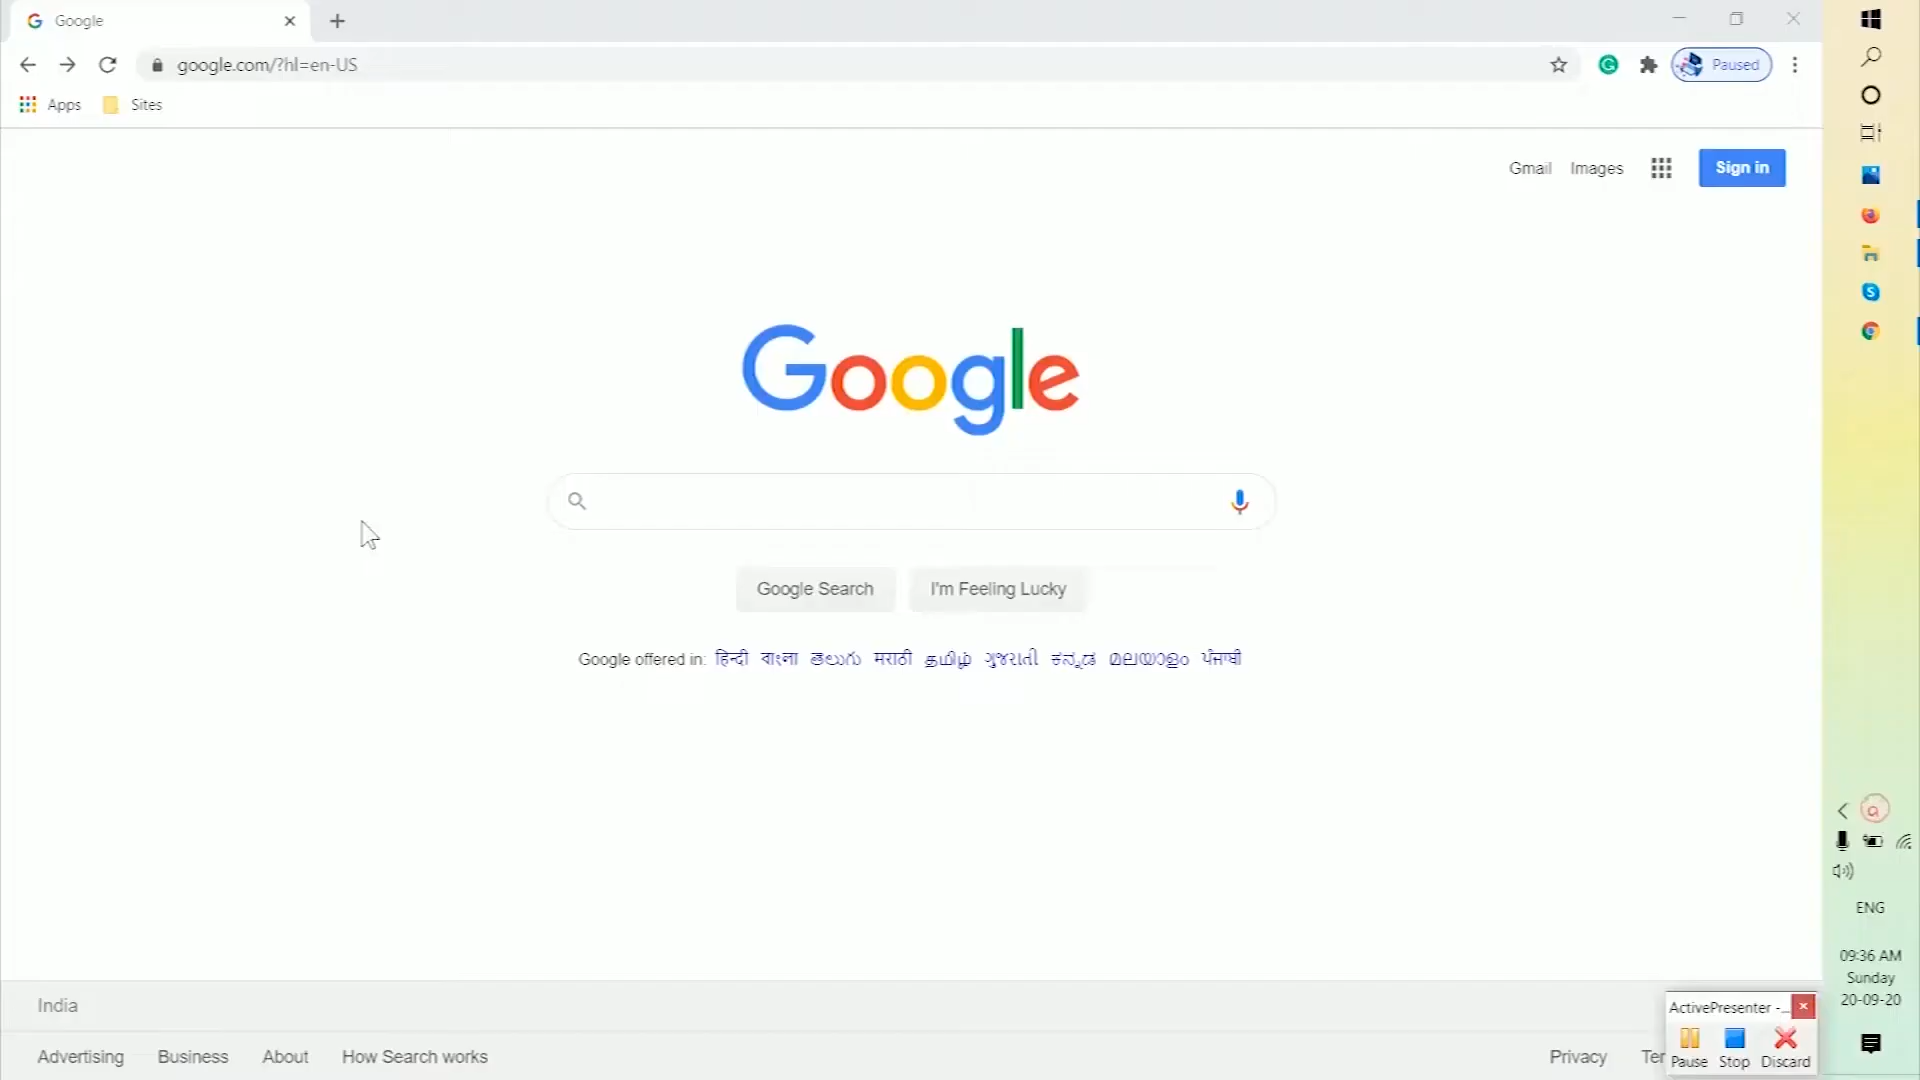 Google
google.com/?hl=en-US
Paused
Apps
Sites
Gmail Images
Sign in
Google
Google Search
I'm Feeling Lucky
Google offered in: हिन्दी বাংলা తెలుగు मराठी தமிழ் ગુજરાતી ಕನ್ನಡ മലയാളം ਪੰਜਾਬੀ
ENG
09:36 AM
Sunday
20-09-20
India
ActivePresenter -...
Pause Stop Discard
Advertising Business About How Search works
Privacy Ter